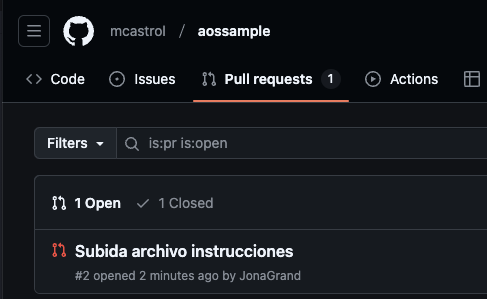 mcastrol / aossample
Code Issues Pull requests 1 Actions
Filters is:pr is:open
1 Open 1 Closed
Subida archivo instrucciones
#2 opened 2 minutes ago by JonaGrand